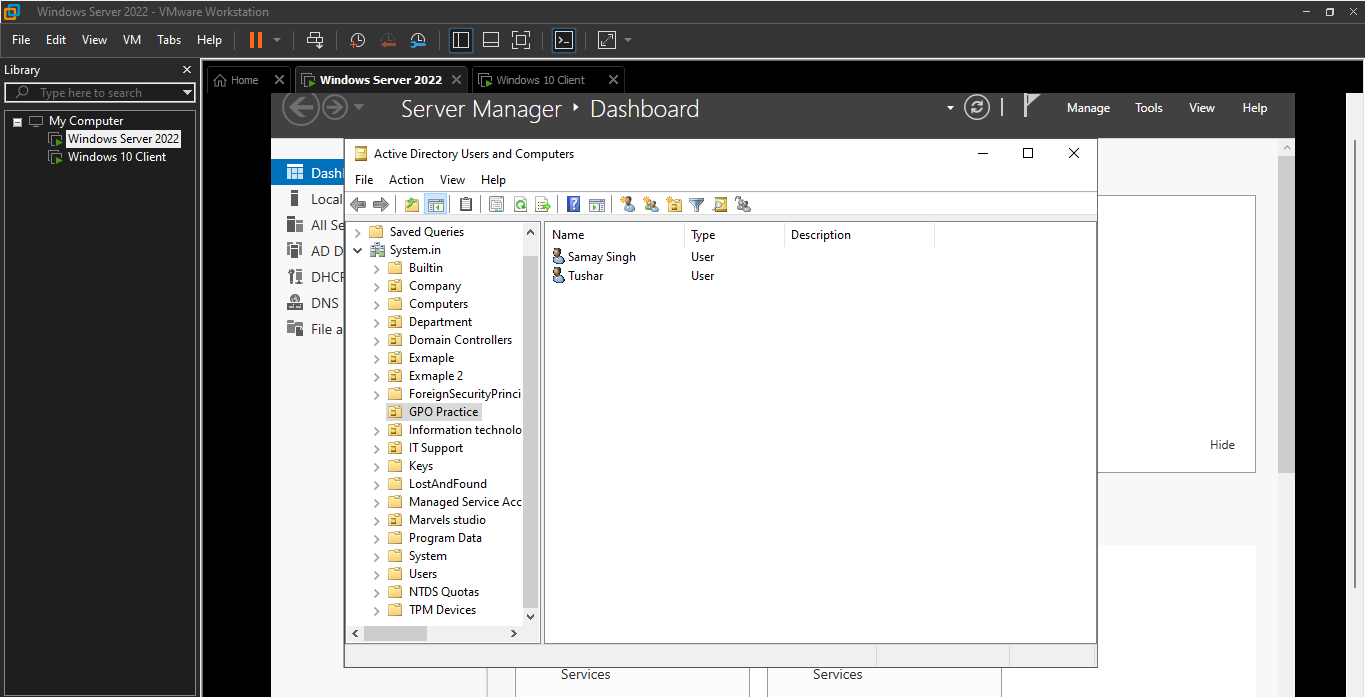 Windows Server 2022 - VMware Workstation
File Edit View VM Tabs Help
Library
Type here to search
My Computer
Windows Server 2022
Windows 10 Client
Home
Windows Server 2022
Windows 10 Client
Server Manager
Dashboard
Manage Tools View Help
Dashl
Local
All Se
AD D
DHCP
DNS
File a
Active Directory Users and Computers
File Action View Help
Saved Queries
System.in
Builtin
Company
Computers
Department
Domain Controllers
Exmaple
Exmaple 2
ForeignSecurityPrinci
GPO Practice
Information technolo
IT Support
Keys
LostAndFound
Managed Service Acc
Marvels studio
Program Data
System
Users
NTDS Quotas
TPM Devices
Name Type Description
Samay Singh User
Tushar User
Hide
Services
Services